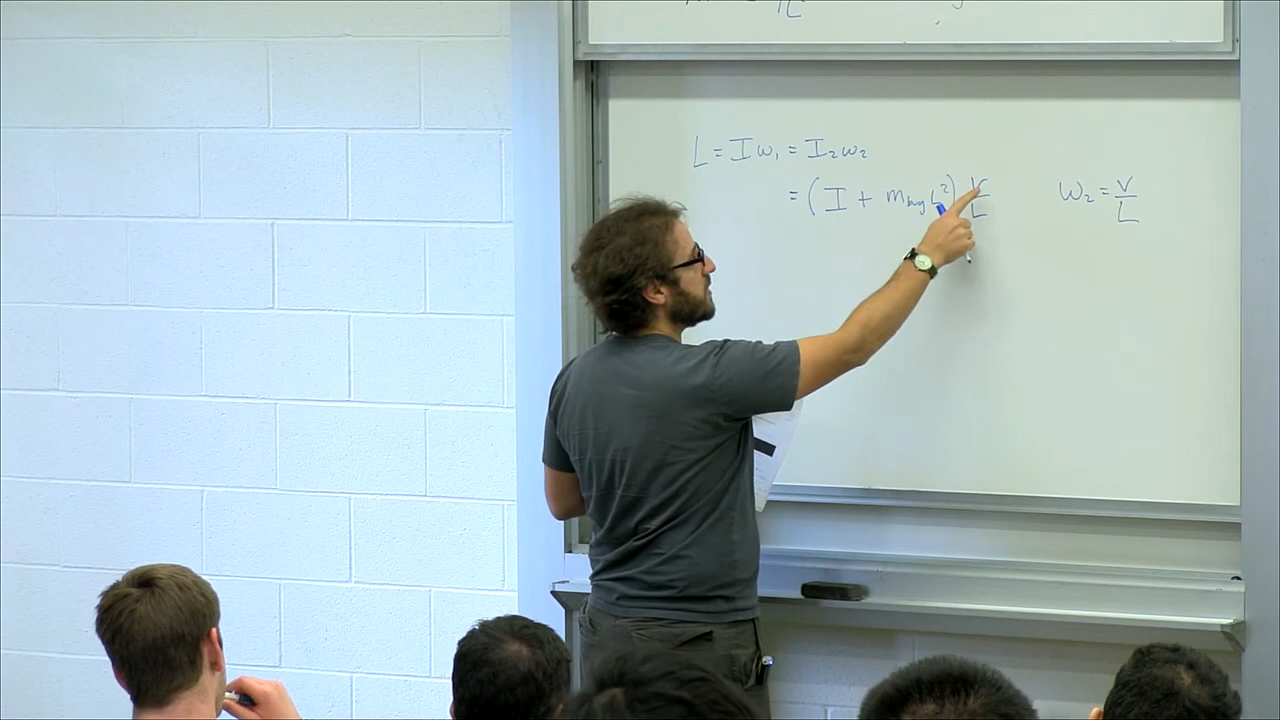 L = Iω₁ = I₂ω₂
= (I + m_bug L²) v/L ω₂ = v/L